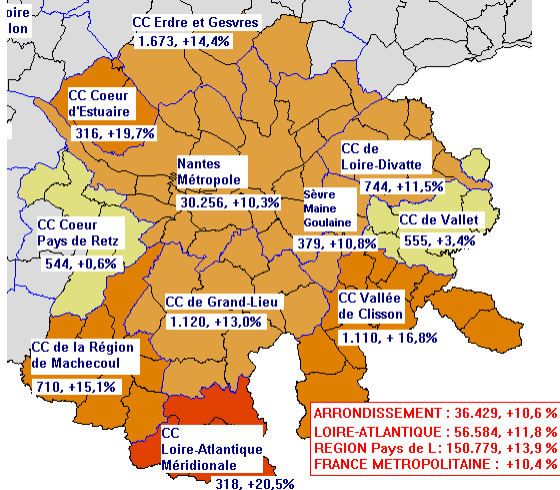 oire
lon
CC Erdre et Gesvres
1.673, +14,4%
CC Coeur
d'Estuaire
316, +19,7%
Nantes
Métropole
30.256, +10,3%
CC de
Loire-Divatte
744, +11,5%
Sèvre
Maine
Goulaine
379, +10,8%
CC de Vallet
555, +3,4%
CC Coeur
Pays de Retz
544, +0,6%
CC de Grand-Lieu
1.120, +13,0%
CC Vallée
de Clisson
1.110, + 16,8%
CC de la Région
de Machecoul
710, +15,1%
CC
Loire-Atlantique
Méridionale
318, +20,5%
ARRONDISSEMENT : 36.429, +10,6 %
LOIRE-ATLANTIQUE : 56.584, +11,8 %
REGION Pays de L: 150.779, +13,9 %
FRANCE METROPOLITAINE : +10,4 %